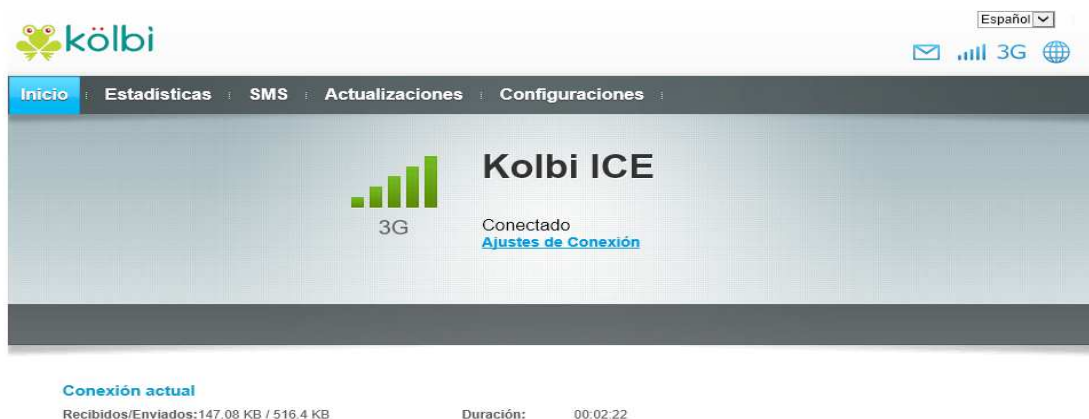 Español
kölbi
3G
Inicio Estadísticas SMS Actualizaciones Configuraciones
Kolbi ICE
3G
Conectado
Ajustes de Conexión
Conexión actual
Recibidos/Enviados:147.08 KB / 516.4 KB Duración: 00:02:22